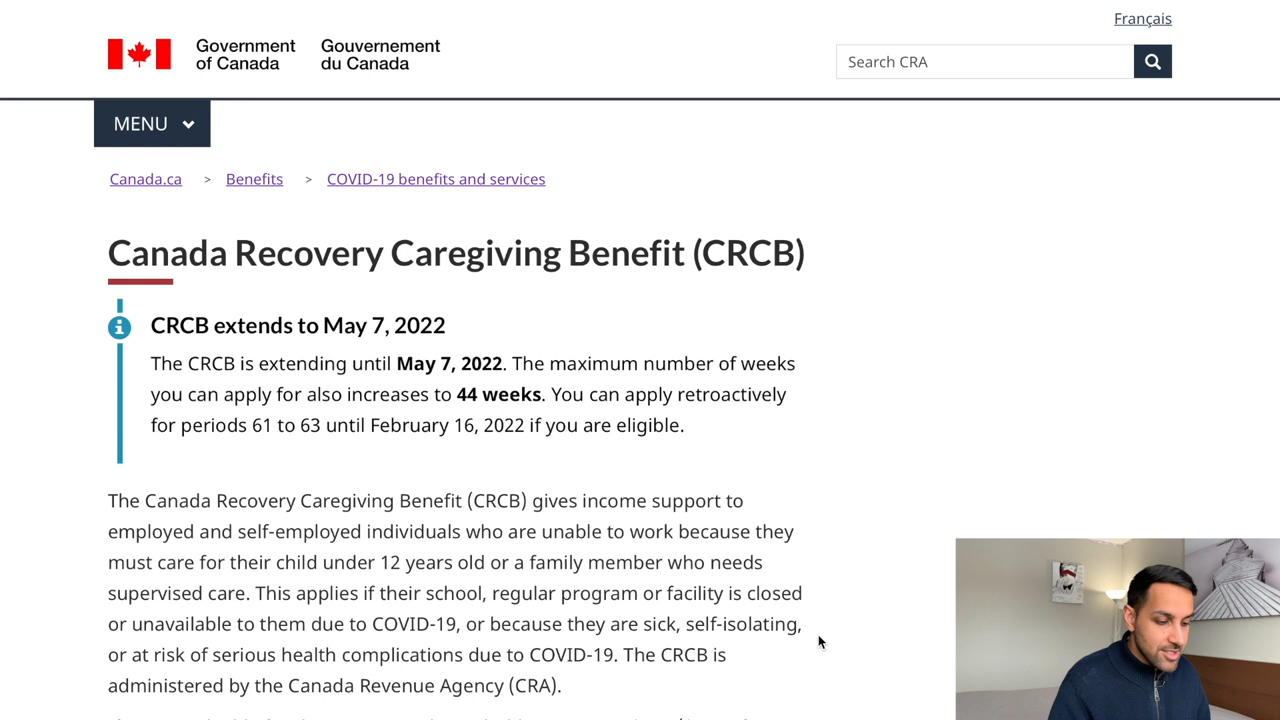 Français
Government
of Canada
Gouvernement
du Canada
Search CRA
MENU
Canada.ca > Benefits > COVID-19 benefits and services
Canada Recovery Caregiving Benefit (CRCB)
CRCB extends to May 7, 2022
The CRCB is extending until May 7, 2022. The maximum number of weeks
you can apply for also increases to 44 weeks. You can apply retroactively
for periods 61 to 63 until February 16, 2022 if you are eligible.
The Canada Recovery Caregiving Benefit (CRCB) gives income support to
employed and self-employed individuals who are unable to work because they
must care for their child under 12 years old or a family member who needs
supervised care. This applies if their school, regular program or facility is closed
or unavailable to them due to COVID-19, or because they are sick, self-isolating,
or at risk of serious health complications due to COVID-19. The CRCB is
administered by the Canada Revenue Agency (CRA).